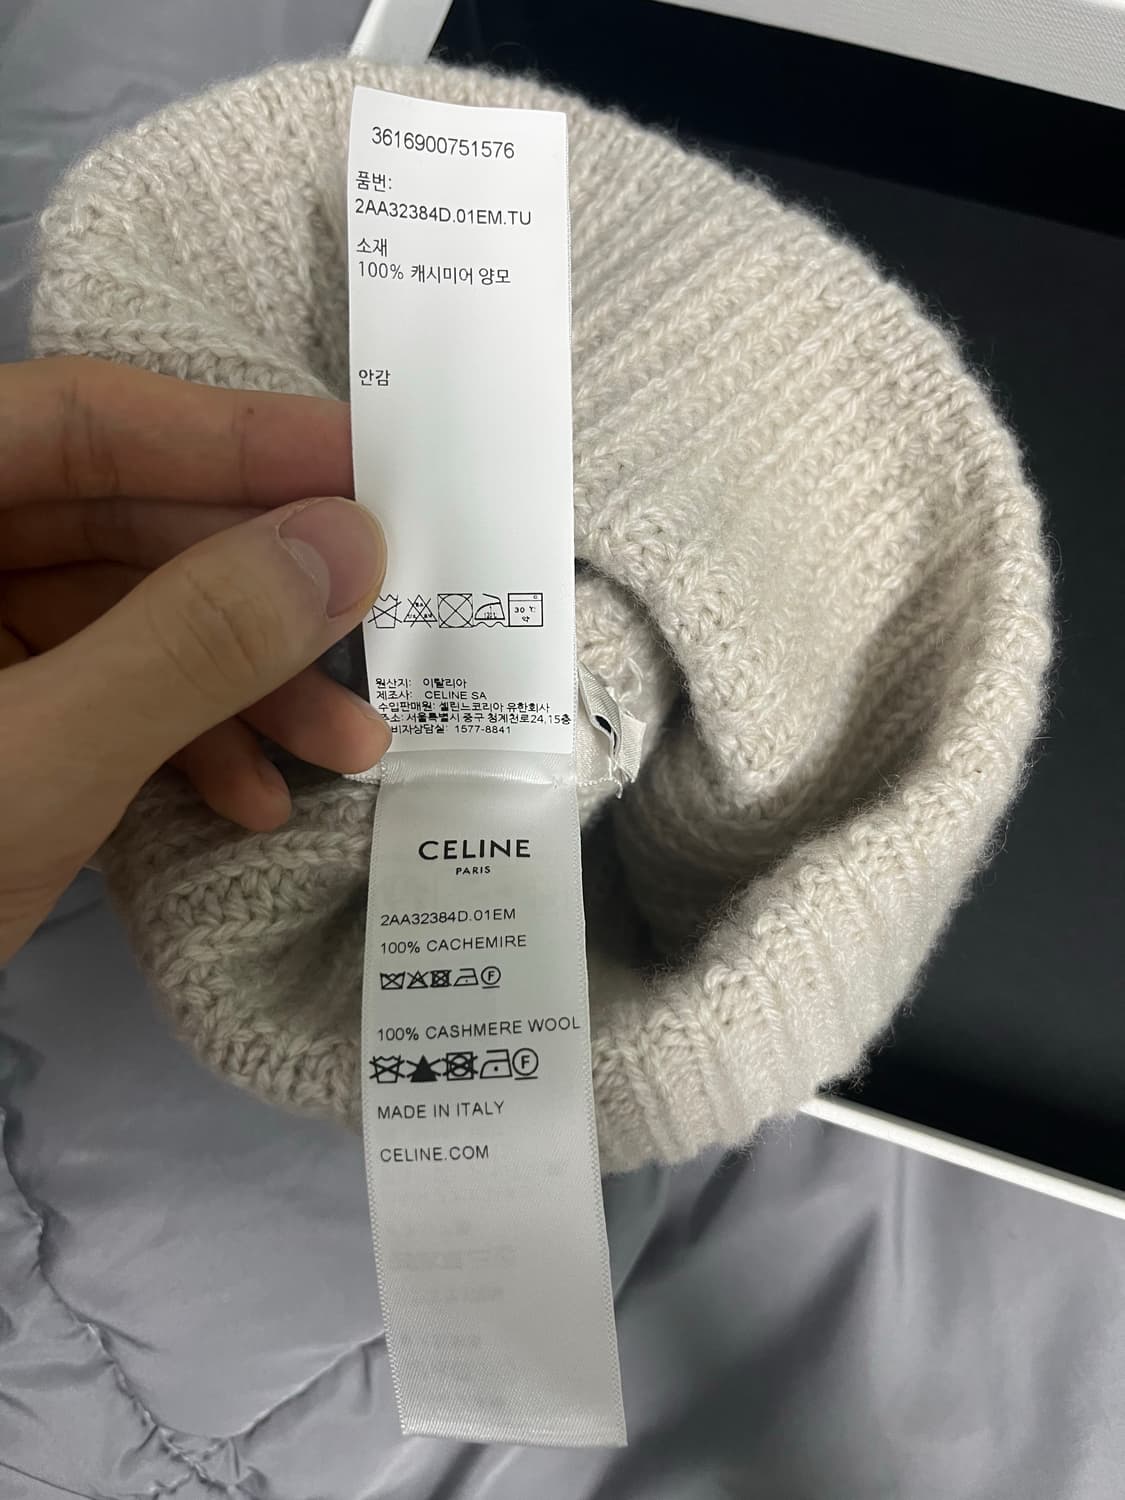 3616900751576
품번:
2AA32384D.01EM.TU
소재
100% 캐시미어 양모
안감
30 ℃
약
원산지: 이탈리아
제조사: CELINE SA
수입판매원: 셀린느코리아 유한회사
주소: 서울특별시 중구 청계천로24,15층
비자상담실: 1577-8841
CELINE
PARIS
2AA32384D.01EM
100% CACHEMIRE
F
100% CASHMERE WOOL
F
MADE IN ITALY
CELINE.COM